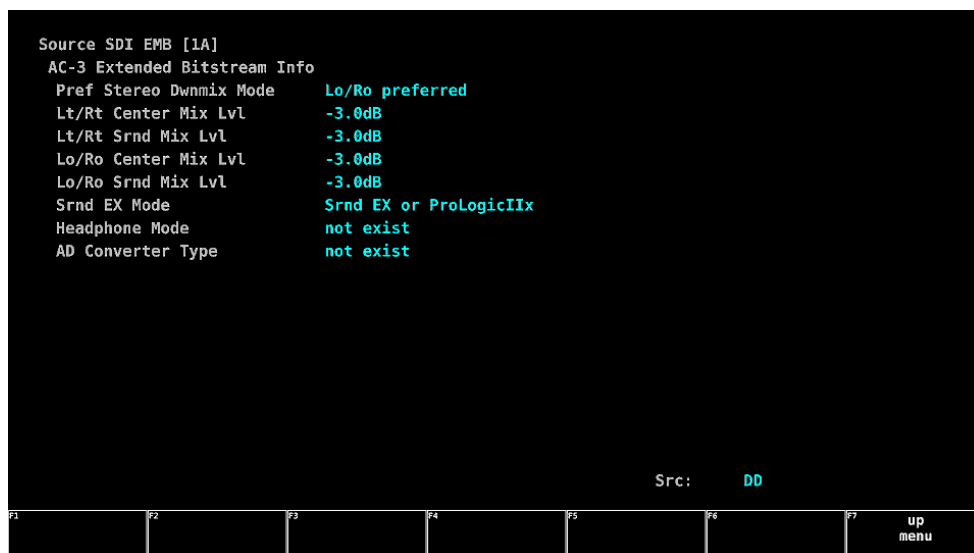 Source SDI EMB [1A]
AC-3 Extended Bitstream Info
Pref Stereo Dwnmix Mode Lo/Ro preferred
Lt/Rt Center Mix Lvl -3.0dB
Lt/Rt Srnd Mix Lvl -3.0dB
Lo/Ro Center Mix Lvl -3.0dB
Lo/Ro Srnd Mix Lvl -3.0dB
Srnd EX Mode Srnd EX or ProLogicIIx
Headphone Mode not exist
AD Converter Type not exist
Src: DD
F1 F2 F3 F4 F5 F6 F7 up
menu